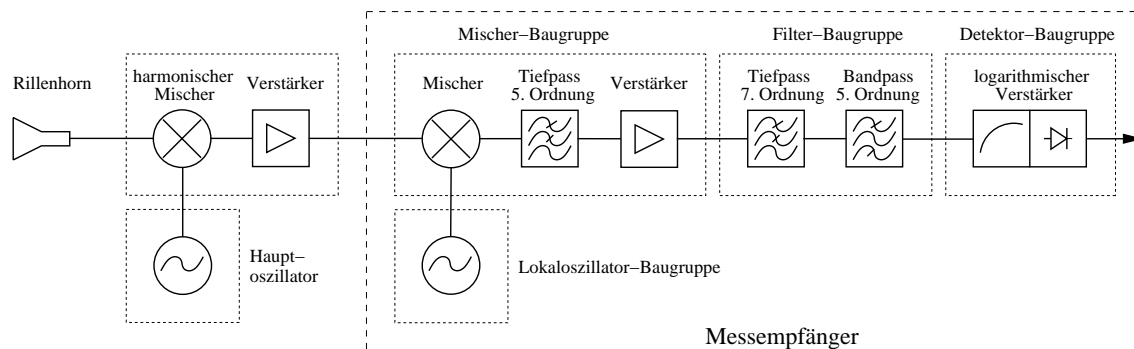 Mischer–Baugruppe
Filter–Baugruppe
Detektor–Baugruppe
Rillenhorn
harmonischer
Mischer
Verstärker
Mischer
Tiefpass
5. Ordnung
Verstärker
Tiefpass
7. Ordnung
Bandpass
5. Ordnung
logarithmischer
Verstärker
Haupt–
oszillator
Lokaloszillator–Baugruppe
Messempfänger